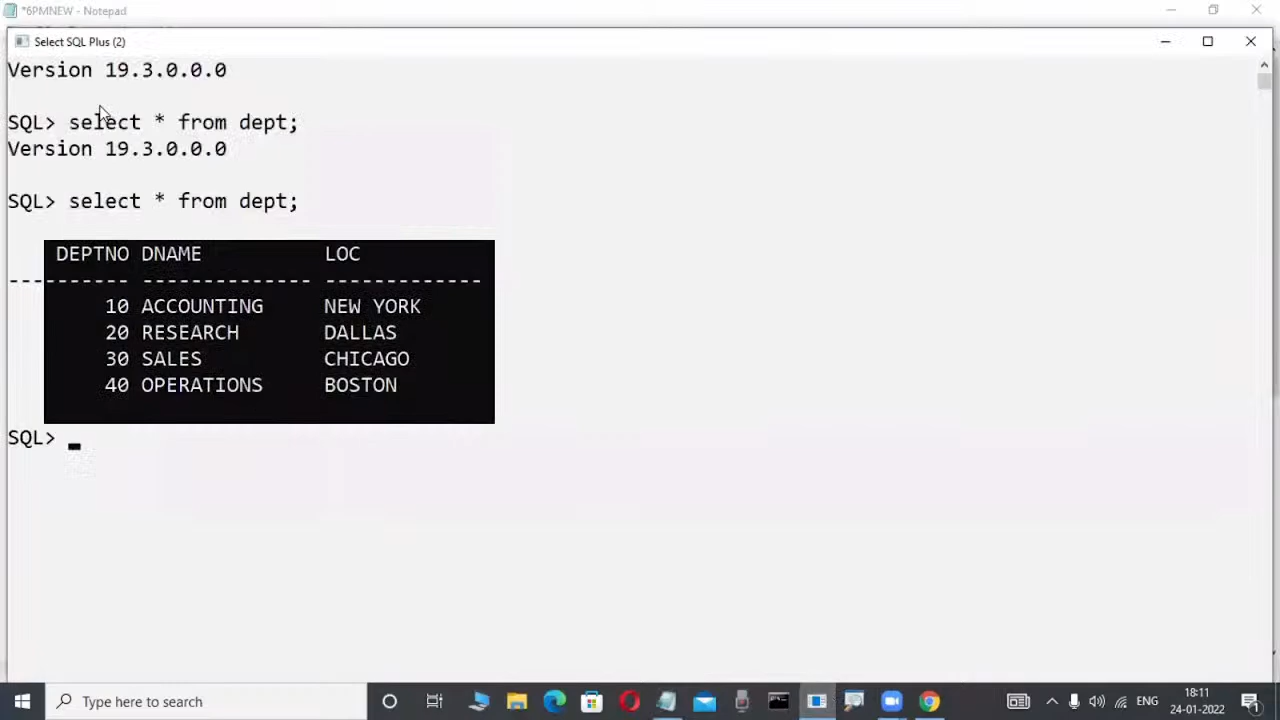 *6PMNEW - Notepad
Select SQL Plus (2)
Version 19.3.0.0.0
SQL> select * from dept;
Version 19.3.0.0.0
SQL> select * from dept;
DEPTNO DNAME LOC
---------- -------------- -------------
10 ACCOUNTING NEW YORK
20 RESEARCH DALLAS
30 SALES CHICAGO
40 OPERATIONS BOSTON
SQL>
Type here to search
ENG
18:11
24-01-2022
1